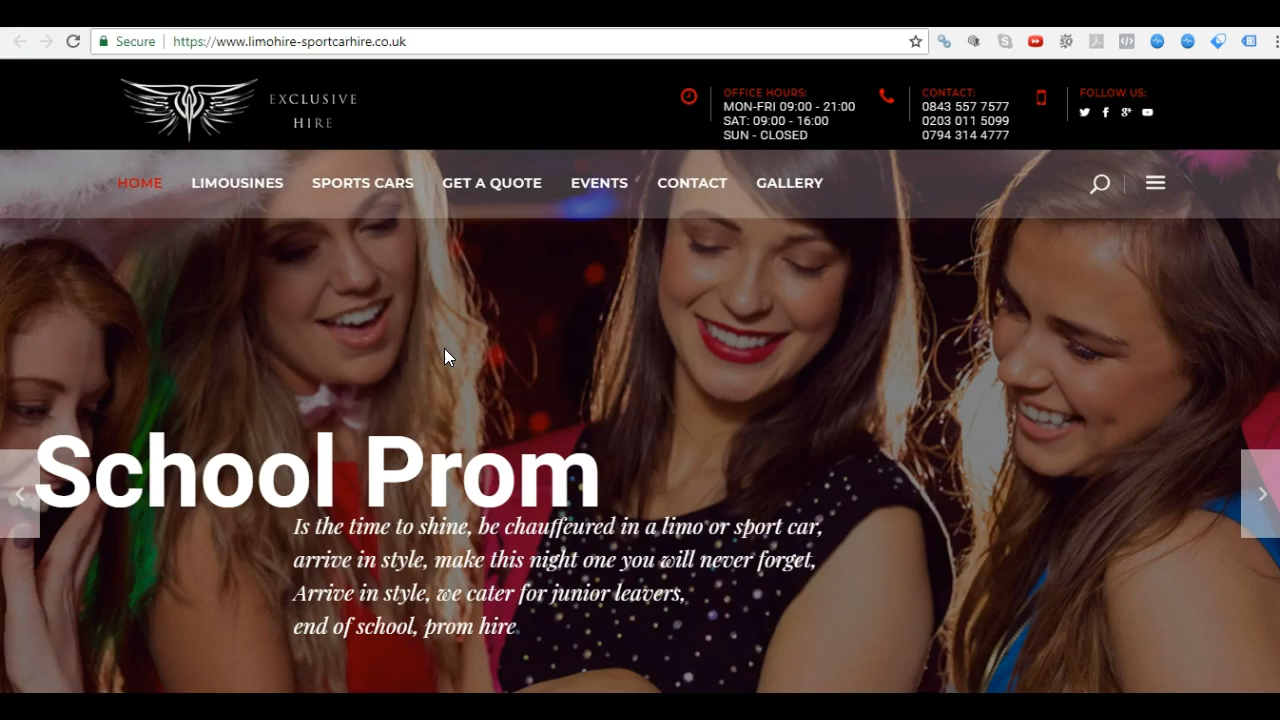 Secure
https://www.limohire-sportcarhire.co.uk
EXCLUSIVE
HIRE
OFFICE HOURS:
MON-FRI 09:00 - 21:00
SAT: 09:00 - 16:00
SUN - CLOSED
CONTACT:
0843 557 7577
0203 011 5099
0794 314 4777
FOLLOW US:
HOME LIMOUSINES SPORTS CARS GET A QUOTE EVENTS CONTACT GALLERY
School Prom
Is the time to shine, be chauffeured in a limo or sport car,
arrive in style, make this night one you will never forget,
Arrive in style, we cater for junior leavers,
end of school, prom hire